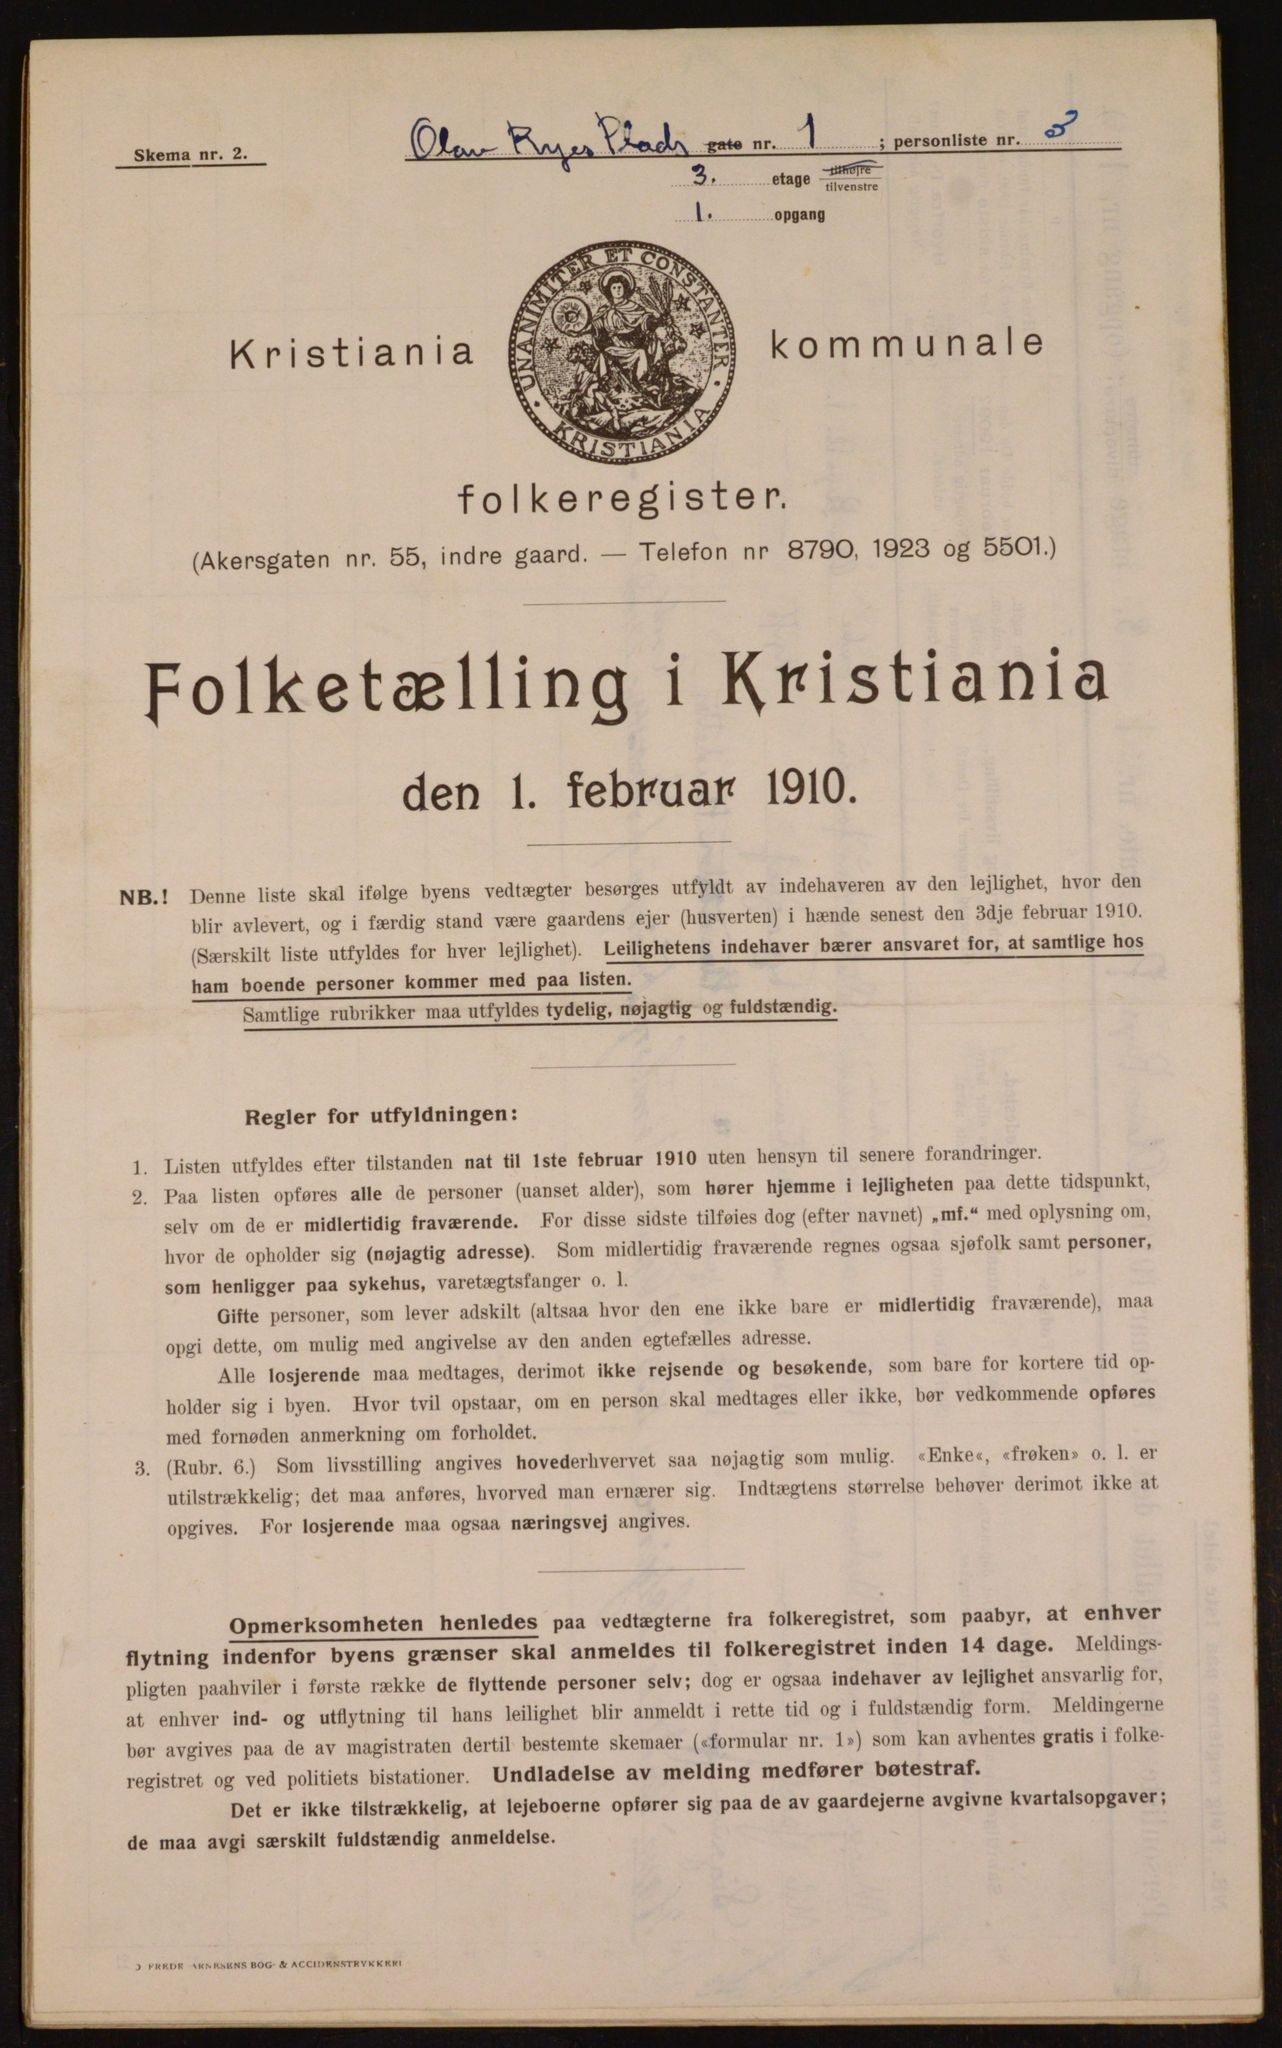 Skema nr. 2.
Olav Ryes Plads gate nr. 1 ; personliste nr. 3
3. etage tilhøjre tilvenstre
1. opgang
UNANIMITER ET CONSTANTER
KRISTIANIA
Kristiania kommunale
folkeregister.
(Akersgaten nr. 55, indre gaard. — Telefon nr 8790, 1923 og 5501.)
Folketælling i Kristiania
den 1. februar 1910.
NB.! Denne liste skal ifølge byens vedtægter besørges utfyldt av indehaveren av den lejlighet, hvor den
blir avlevert, og i færdig stand være gaardens ejer (husverten) i hænde senest den 3dje februar 1910.
(Særskilt liste utfyldes for hver lejlighet). Leilighetens indehaver bærer ansvaret for, at samtlige hos
ham boende personer kommer med paa listen.
Samtlige rubrikker maa utfyldes tydelig, nøjagtig og fuldstændig.
Regler for utfyldningen:
1. Listen utfyldes efter tilstanden nat til 1ste februar 1910 uten hensyn til senere forandringer.
2. Paa listen opføres alle de personer (uanset alder), som hører hjemme i lejligheten paa dette tidspunkt,
selv om de er midlertidig fraværende. For disse sidste tilføies dog (efter navnet) „mf.“ med oplysning om,
hvor de opholder sig (nøjagtig adresse). Som midlertidig fraværende regnes ogsaa sjøfolk samt personer,
som henligger paa sykehus, varetægtsfanger o. l.
Gifte personer, som lever adskilt (altsaa hvor den ene ikke bare er midlertidig fraværende), maa
opgi dette, om mulig med angivelse av den anden egtefælles adresse.
Alle losjerende maa medtages, derimot ikke rejsende og besøkende, som bare for kortere tid op-
holder sig i byen. Hvor tvil opstaar, om en person skal medtages eller ikke, bør vedkommende opføres
med fornøden anmerkning om forholdet.
3. (Rubr. 6.) Som livsstilling angives hovederhvervet saa nøjagtig som mulig. «Enke«, «frøken» o. l. er
utilstrækkelig; det maa anføres, hvorved man ernærer sig. Indtægtens størrelse behøver derimot ikke at
opgives. For losjerende maa ogsaa næringsvej angives.
Opmerksomheten henledes paa vedtægterne fra folkeregistret, som paabyr, at enhver
flytning indenfor byens grænser skal anmeldes til folkeregistret inden 14 dage. Meldings-
pligten paahviler i første række de flyttende personer selv; dog er ogsaa indehaver av lejlighet ansvarlig for,
at enhver ind- og utflytning til hans leilighet blir anmeldt i rette tid og i fuldstændig form. Meldingerne
bør avgives paa de av magistraten dertil bestemte skemaer («formular nr. 1») som kan avhentes gratis i folke-
registret og ved politiets bistationer. Undladelse av melding medfører bøtestraf.
Det er ikke tilstrækkelig, at lejeboerne opfører sig paa de av gaardejerne avgivne kvartalsopgaver;
de maa avgi særskilt fuldstændig anmeldelse.
BOG- & ACCIDENSTRYKKERI